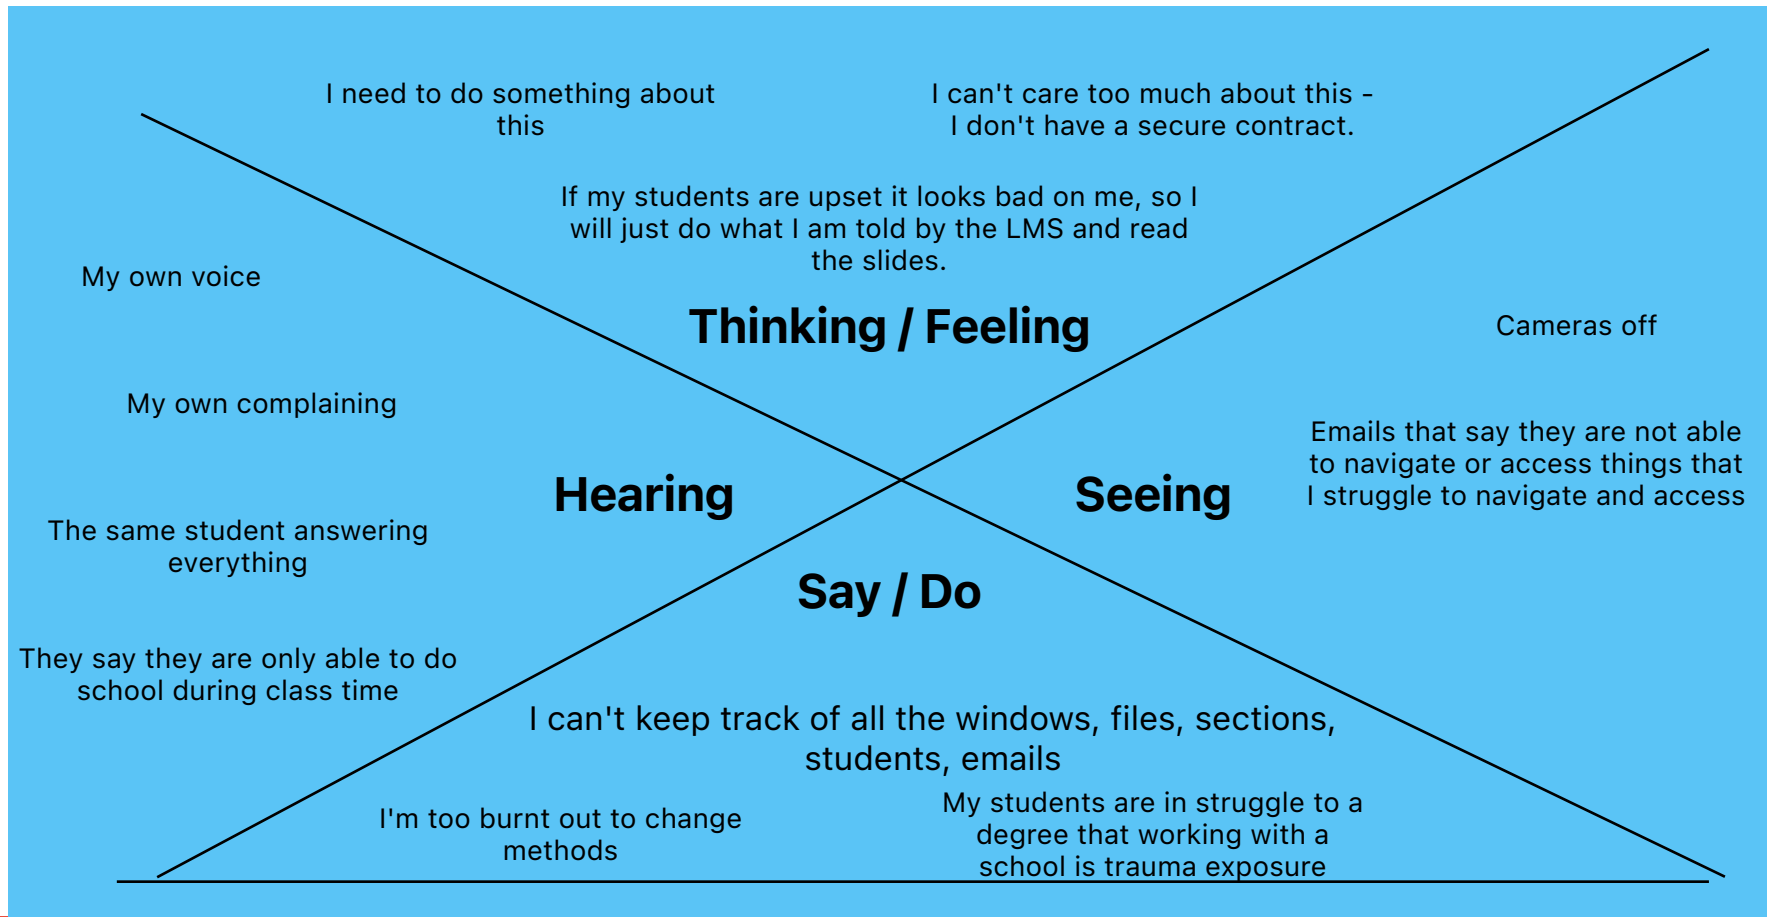 I need to do something about
this
I can't care too much about this -
I don't have a secure contract.
If my students are upset it looks bad on me, so I
will just do what I am told by the LMS and read
the slides.
Thinking / Feeling
My own voice
My own complaining
The same student answering
everything
They say they are only able to do
school during class time
Hearing
Seeing
Cameras off
Emails that say they are not able
to navigate or access things that
I struggle to navigate and access
Say / Do
I can't keep track of all the windows, files, sections,
students, emails
I'm too burnt out to change
methods
My students are in struggle to a
degree that working with a
school is trauma exposure